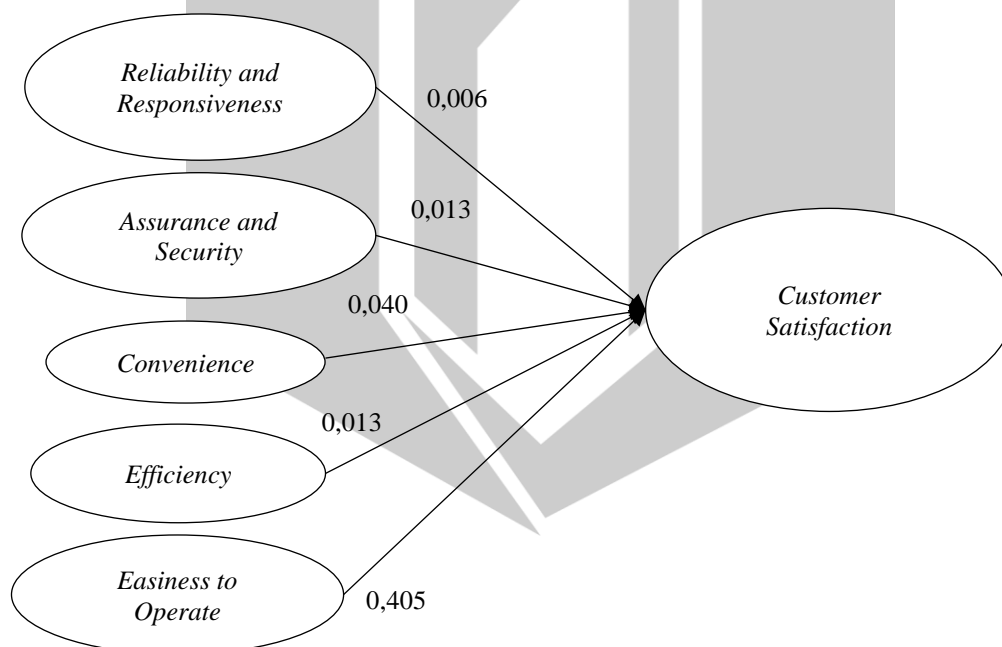 Reliability and
Responsiveness
0,006
Assurance and
Security
0,013
Customer
Satisfaction
0,040
Convenience
0,013
Efficiency
Easiness to
Operate
0,405